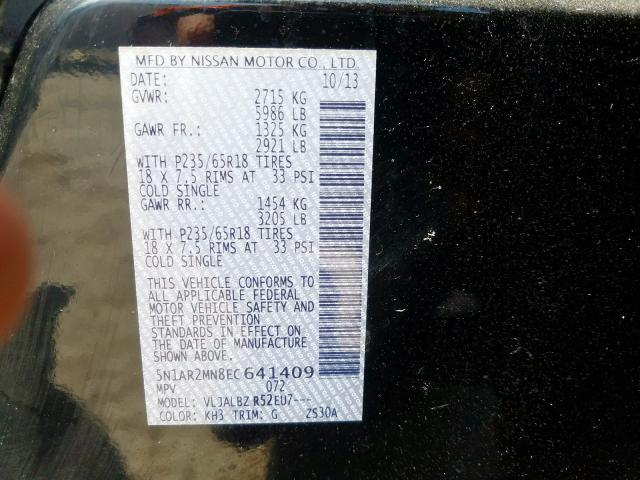 MFD BY NISSAN MOTOR CO., LTD.
DATE: 10/13
GVWR: 2715 KG
5986 LB
GAWR FR.: 1325 KG
2921 LB
WITH P235/65R18 TIRES
18 X 7.5 RIMS AT 33 PSI
COLD SINGLE
GAWR RR.: 1454 KG
3205 LB
WITH P235/65R18 TIRES
18 X 7.5 RIMS AT 33 PSI
COLD SINGLE
THIS VEHICLE CONFORMS TO
ALL APPLICABLE FEDERAL
MOTOR VEHICLE SAFETY AND
THEFT PREVENTION
STANDARDS IN EFFECT ON
THE DATE OF MANUFACTURE
SHOWN ABOVE.
5N1AR2MN8EC641409
MPV 072
MODEL: VLJALBZ R52EU7---
COLOR: KH3 TRIM: G ZS30A